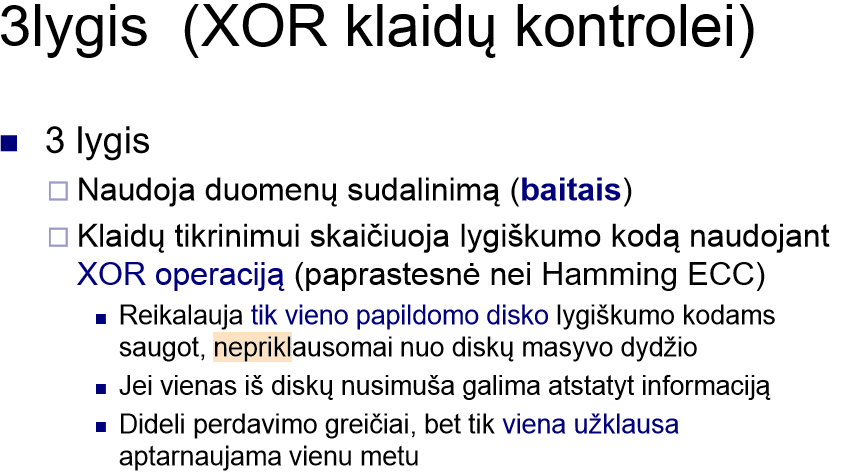 3lygis (XOR klaidų kontrolei)
3 lygis
Naudoja duomenų sudalinimą (baitais)
Klaidų tikrinimui skaičiuoja lygiškumo kodą naudojant
XOR operaciją (paprastesnė nei Hamming ECC)
Reikalauja tik vieno papildomo disko lygiškumo kodams
saugot, nepriklausomai nuo diskų masyvo dydžio
Jei vienas iš diskų nusimuša galima atstatyt informaciją
Dideli perdavimo greičiai, bet tik viena užklausa
aptarnaujama vienu metu